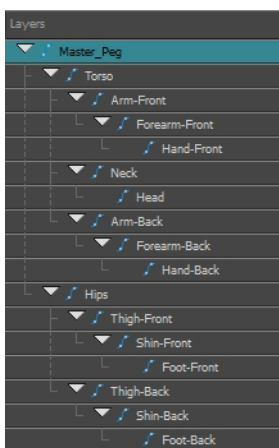 Layers
Master_Peg
Torso
Arm-Front
Forearm-Front
Hand-Front
Neck
Head
Arm-Back
Forearm-Back
Hand-Back
Hips
Thigh-Front
Shin-Front
Foot-Front
Thigh-Back
Shin-Back
Foot-Back